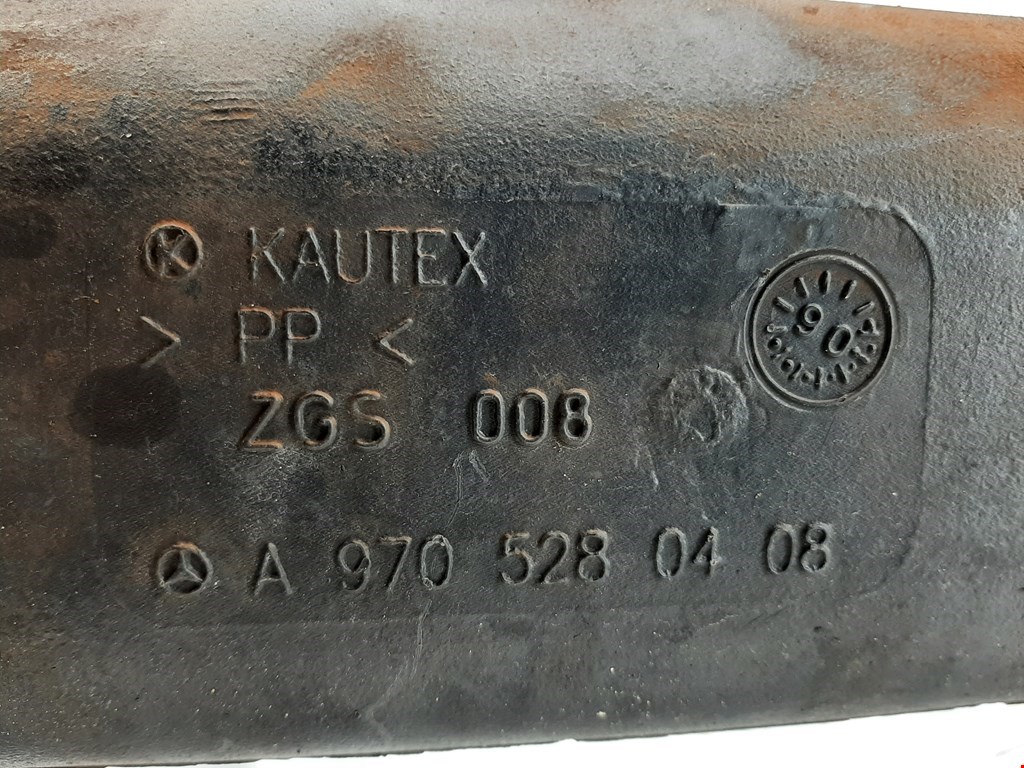 K KAUTEX
> PP <
ZGS 008
A 970 528 04 08